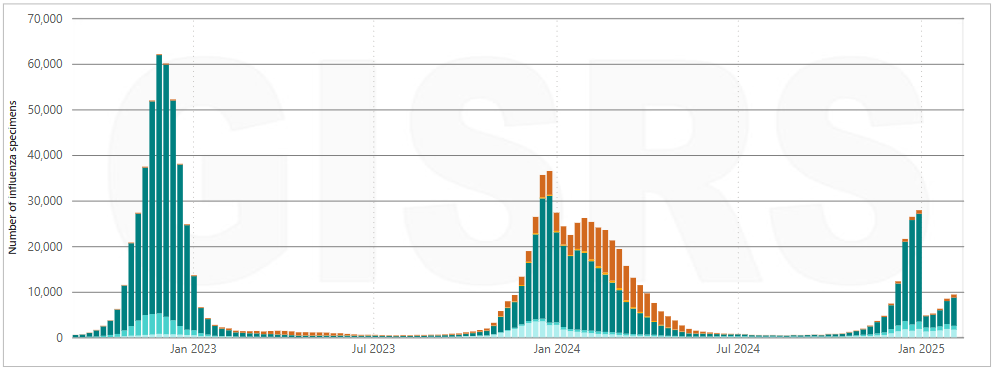 Number of influenza specimens
70,000
60,000
50,000
40,000
30,000
20,000
10,000
0
GISRS
Jan 2023
Jul 2023
Jan 2024
Jul 2024
Jan 2025